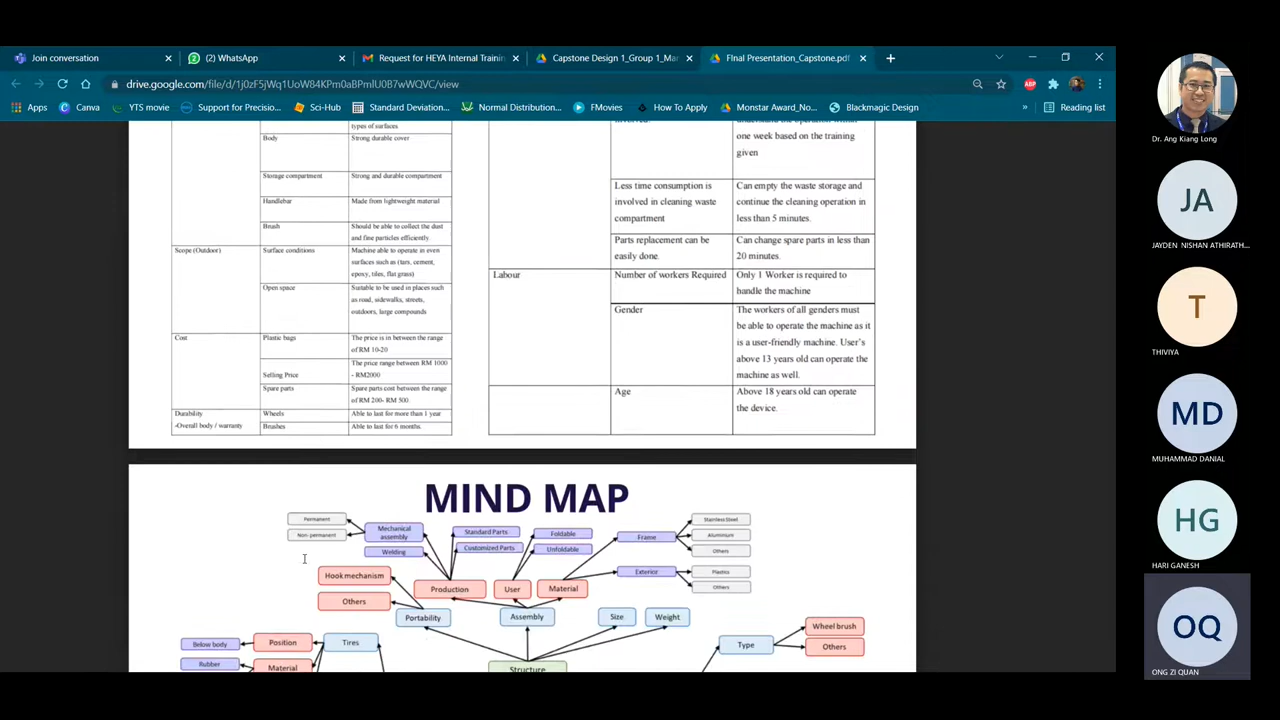 Join conversation
(2) WhatsApp
Request for HEYA Internal Trainin
Capstone Design 1_Group 1_Ma
Final Presentation_Capstone.pdf
drive.google.com/file/d/1j0zF5JWq1UoW84KPm0aBPmlU0B7wWQVC/view
Apps
Canva
YTS movie
Support for Precisio...
Sci-Hub
Standard Deviation...
Normal Distribution...
FMovies
How To Apply
Monstar Award_No...
Blackmagic Design
»
Reading list
types of surfaces
Body
Strong durable cover
Storage compartment
Strong and durable compartment
Handlebar
Made from lightweight material
Brush
Should be able to collect the dust
and fine particles efficiently
Scope (Outdoor)
Surface conditions
Machine able to operate in even
surfaces such as (tars, cement,
epoxy, tiles, flat grass)
Open space
Suitable to be used in places such
as road, sidewalks, streets,
outdoors, large compounds
Cost
Plastic bags
The price is in between the range
of RM 10-20
Selling Price
The price range between RM 1000
- RM2000
Spare parts
Spare parts cost between the range
of RM 200- RM 500
Durability
-Overall body / warranty
Wheels
Able to last for more than 1 year
Brushes
Able to last for 6 months
one week based on the training
given
Less time consumption is
involved in cleaning waste
compartment
Can empty the waste storage and
continue the cleaning operation in
less than 5 minutes.
Parts replacement can be
easily done.
Can change spare parts in less than
20 minutes.
Labour
Number of workers Required
Only 1 Worker is required to
handle the machine
Gender
The workers of all genders must
be able to operate the machine as it
is a user-friendly machine. User's
above 13 years old can operate the
machine as well.
Age
Above 18 years old can operate
the device.
MIND MAP
Permanent
Non- permanent
Mechanical
assembly
Welding
Standard Parts
Customized Parts
Foldable
Unfoldable
Frame
Exterior
Stainless Steel
Aluminium
Others
Plastics
Others
Hook mechanism
Others
Production
User
Material
Portability
Assembly
Size
Weight
Below body
Rubber
Position
Material
Tires
Structure
Type
Wheel brush
Others
Dr. Ang Kiang Long
JA
JAYDEN NISHAN ATHIRATH...
T
THIVIYA
MD
MUHAMMAD DANIAL
HG
HARI GANESH
OQ
ONG ZI QUAN